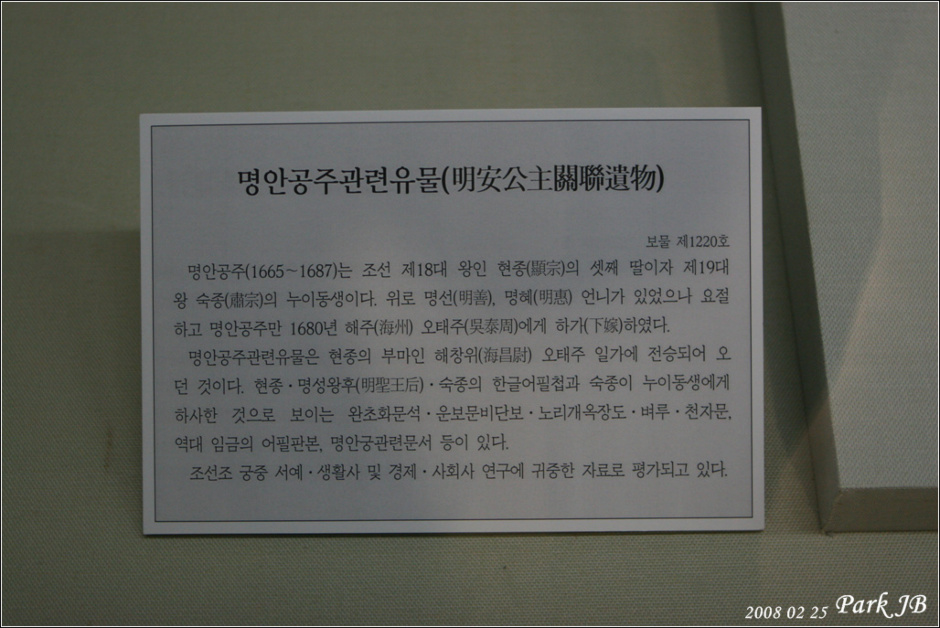 명안공주관련유물(明安公主關聯遺物)
보물 제1220호
명안공주(1665~1687)는 조선 제18대 왕인 현종(顯宗)의 셋째 딸이자 제19대
왕 숙종(肅宗)의 누이동생이다. 위로 명선(明善), 명혜(明惠) 언니가 있었으나 요절
하고 명안공주만 1680년 해주(海州) 오태주(吳泰周)에게 하가(下嫁)하였다.
명안공주관련유물은 현종의 부마인 해창위(海昌尉) 오태주 일가에 전승되어 오
던 것이다. 현종·명성왕후(明聖王后)·숙종의 한글어필첩과 숙종이 누이동생에게
하사한 것으로 보이는 완초화문석·운보문비단보·노리개옥장도·벼루·천자문,
역대 임금의 어필판본, 명안궁관련문서 등이 있다.
조선조 궁중 서예·생활사 및 경제·사회사 연구에 귀중한 자료로 평가되고 있다.
2008 02 25 Park JB